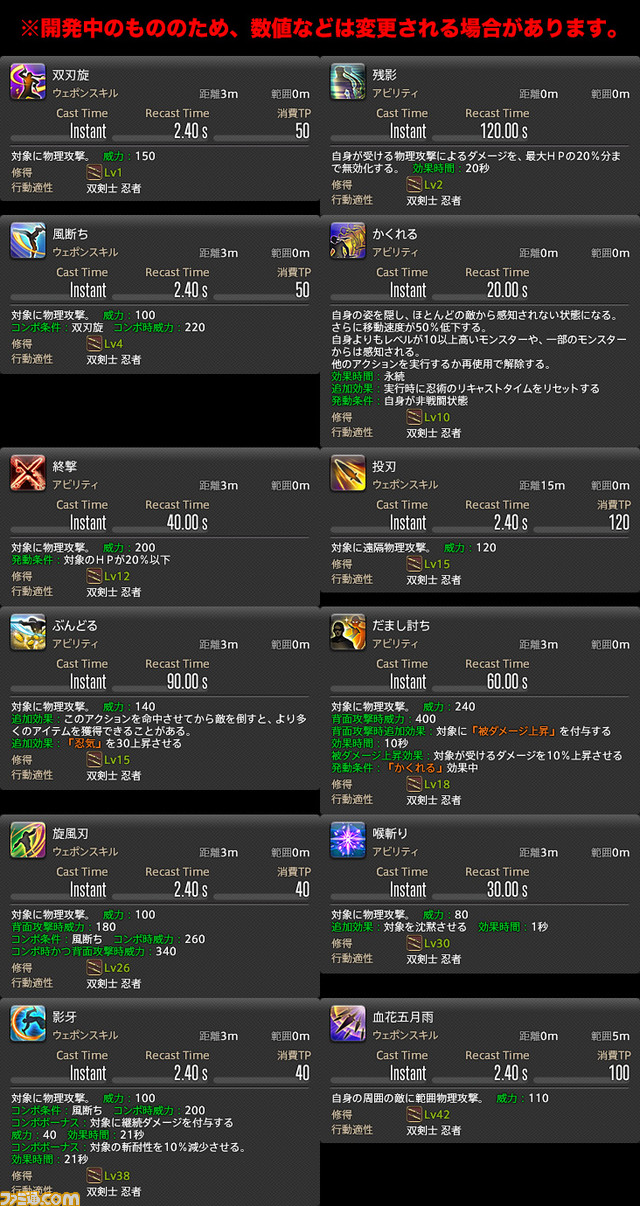 ※開発中のもののため、数値などは変更される場合があります。
双刃旋
ウェポンスキル 距離3m 範囲0m
Cast Time Recast Time 消費TP
Instant 2.40 s 50
対象に物理攻撃。 威力：150
修得 Lv1
行動適性 双剣士 忍者
残影
アビリティ 距離0m 範囲0m
Cast Time Recast Time
Instant 120.00 s
自身が受ける物理攻撃によるダメージを、最大ＨＰの20％分ま
で無効化する。 効果時間：20秒
修得 Lv2
行動適性 双剣士 忍者
風断ち
ウェポンスキル 距離3m 範囲0m
Cast Time Recast Time 消費TP
Instant 2.40 s 50
対象に物理攻撃。 威力：100
コンボ条件：双刃旋 コンボ時威力：220
修得 Lv4
行動適性 双剣士 忍者
かくれる
アビリティ 距離0m 範囲0m
Cast Time Recast Time
Instant 20.00 s
自身の姿を隠し、ほとんどの敵から感知されない状態になる。
さらに移動速度が50％低下する。
自身よりもレベルが10以上高いモンスターや、一部のモンスター
からは感知される。
他のアクションを実行するか再使用で解除する。
効果時間：永続
追加効果：実行時に忍術のリキャストタイムをリセットする
発動条件：自身が非戦闘状態
修得 Lv10
行動適性 双剣士 忍者
終撃
アビリティ 距離3m 範囲0m
Cast Time Recast Time
Instant 40.00 s
対象に物理攻撃。 威力：200
発動条件：対象のＨＰが20％以下
修得 Lv12
行動適性 双剣士 忍者
投刃
ウェポンスキル 距離15m 範囲0m
Cast Time Recast Time 消費TP
Instant 2.40 s 120
対象に遠隔物理攻撃。 威力：120
修得 Lv15
行動適性 双剣士 忍者
ぶんどる
アビリティ 距離3m 範囲0m
Cast Time Recast Time
Instant 90.00 s
対象に物理攻撃。 威力：140
追加効果：このアクションを命中させてから敵を倒すと、より多
くのアイテムを獲得できることがある。
追加効果：「忍気」を30上昇させる
修得 Lv15
行動適性 双剣士 忍者
だまし討ち
アビリティ 距離3m 範囲0m
Cast Time Recast Time
Instant 60.00 s
対象に物理攻撃。 威力：240
背面攻撃時威力：400
背面攻撃時追加効果：対象に「被ダメージ上昇」を付与する
効果時間：10秒
被ダメージ上昇効果：対象が受けるダメージを10％上昇させる
発動条件：「かくれる」効果中
修得 Lv18
行動適性 双剣士 忍者
旋風刃
ウェポンスキル 距離3m 範囲0m
Cast Time Recast Time 消費TP
Instant 2.40 s 40
対象に物理攻撃。 威力：100
背面攻撃時威力：180
コンボ条件：風断ち コンボ時威力：260
コンボ時かつ背面攻撃時威力：340
修得 Lv26
行動適性 双剣士 忍者
喉斬り
アビリティ 距離3m 範囲0m
Cast Time Recast Time
Instant 30.00 s
対象に物理攻撃。 威力：80
追加効果：対象を沈黙させる 効果時間：1秒
修得 Lv30
行動適性 双剣士 忍者
影牙
ウェポンスキル 距離3m 範囲0m
Cast Time Recast Time 消費TP
Instant 2.40 s 40
対象に物理攻撃。 威力：100
コンボ条件：風断ち コンボ時威力：200
コンボボーナス：対象に継続ダメージを付与する
威力：40 効果時間：21秒
コンボボーナス：対象の斬耐性を10％減少させる。
効果時間：21秒
修得 Lv38
行動適性 双剣士 忍者
血花五月雨
ウェポンスキル 距離0m 範囲5m
Cast Time Recast Time 消費TP
Instant 2.40 s 100
自身の周囲の敵に範囲物理攻撃。 威力：110
修得 Lv42
行動適性 双剣士 忍者
ファミ通.com